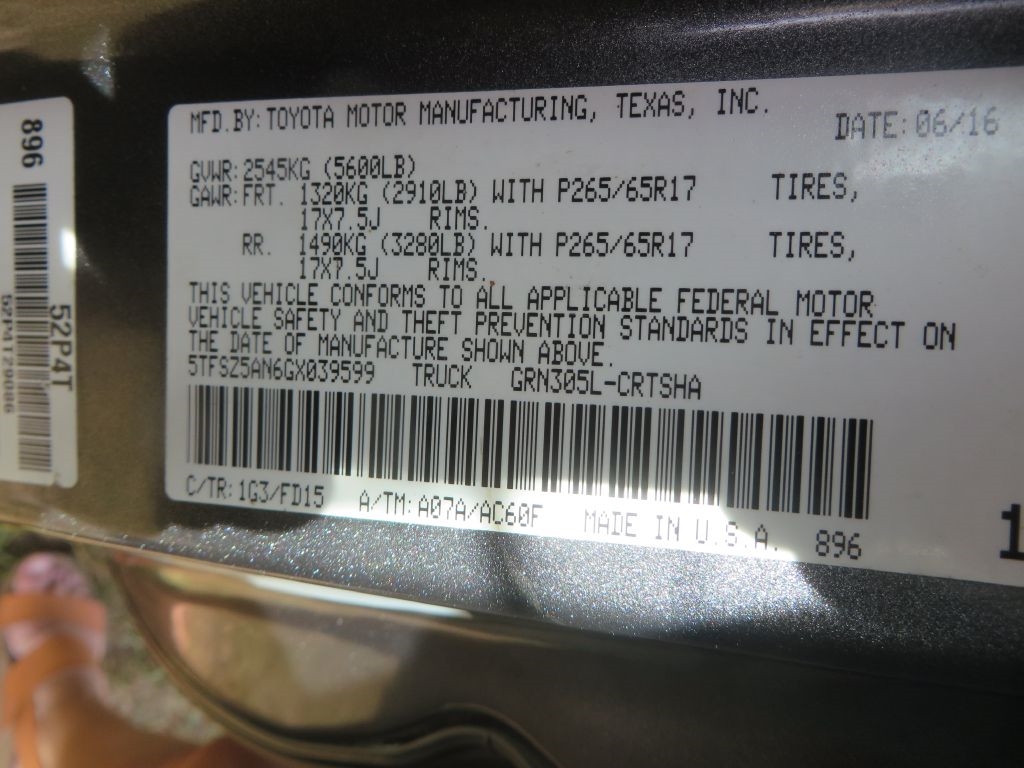 MFD.BY:TOYOTA MOTOR MANUFACTURING, TEXAS, INC.
DATE:06/16
GVWR:2545KG (5600LB)
GAWR:FRT. 1320KG (2910LB) WITH P265/65R17 TIRES,
17X7.5J RIMS.
RR. 1490KG (3280LB) WITH P265/65R17 TIRES,
17X7.5J RIMS.
THIS VEHICLE CONFORMS TO ALL APPLICABLE FEDERAL MOTOR
VEHICLE SAFETY AND THEFT PREVENTION STANDARDS IN EFFECT ON
THE DATE OF MANUFACTURE SHOWN ABOVE.
5TFSZ5AN6GX039599 TRUCK GRN305L-CRTSHA
C/TR:1G3/FD15 A/TM:A07A/AC60F MADE IN U.S.A. 896
1
896
52P4T
52P4T29086